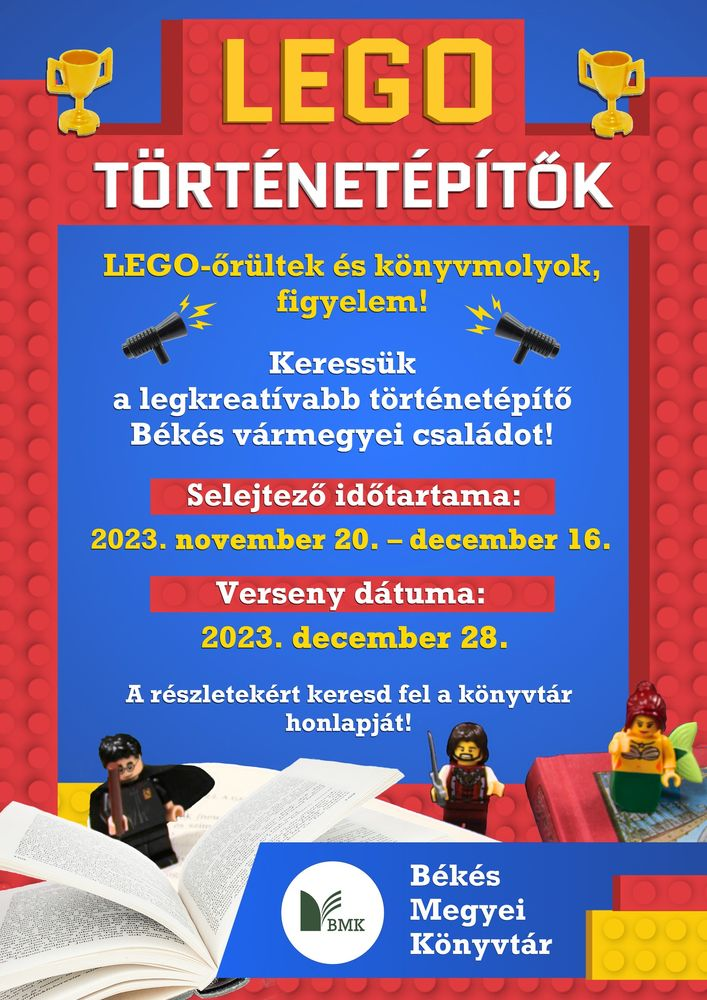 LEGO
TÖRTÉNETÉPÍTŐK
LEGO-őrültek és könyvmolyok,
figyelem!
Keressük
a legkreatívabb történetépítő
Békés vármegyei családot!
Selejtező időtartama:
2023. november 20. – december 16.
Verseny dátuma:
2023. december 28.
A részletekért keresd fel a könyvtár
honlapját!
BMK
Békés
Megyei
Könyvtár